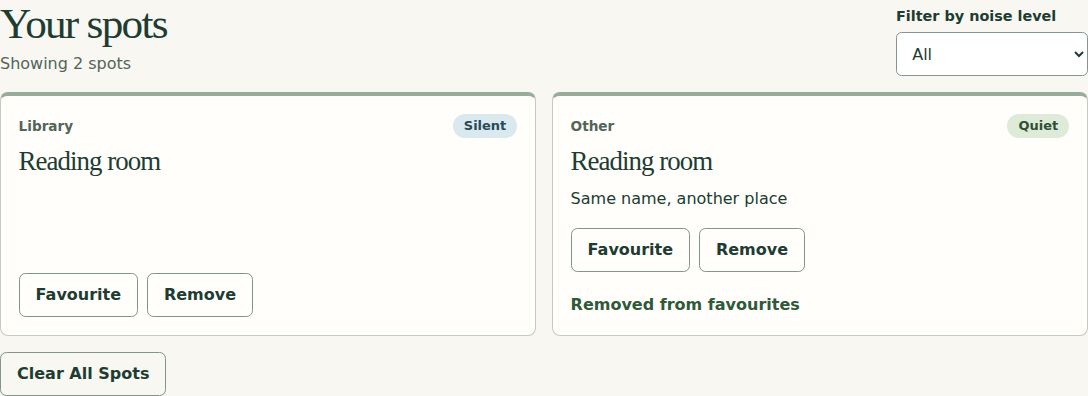 Your spots
Showing 2 spots
Filter by noise level
All
Library
Silent
Reading room
Favourite
Remove
Other
Quiet
Reading room
Same name, another place
Favourite
Remove
Removed from favourites
Clear All Spots